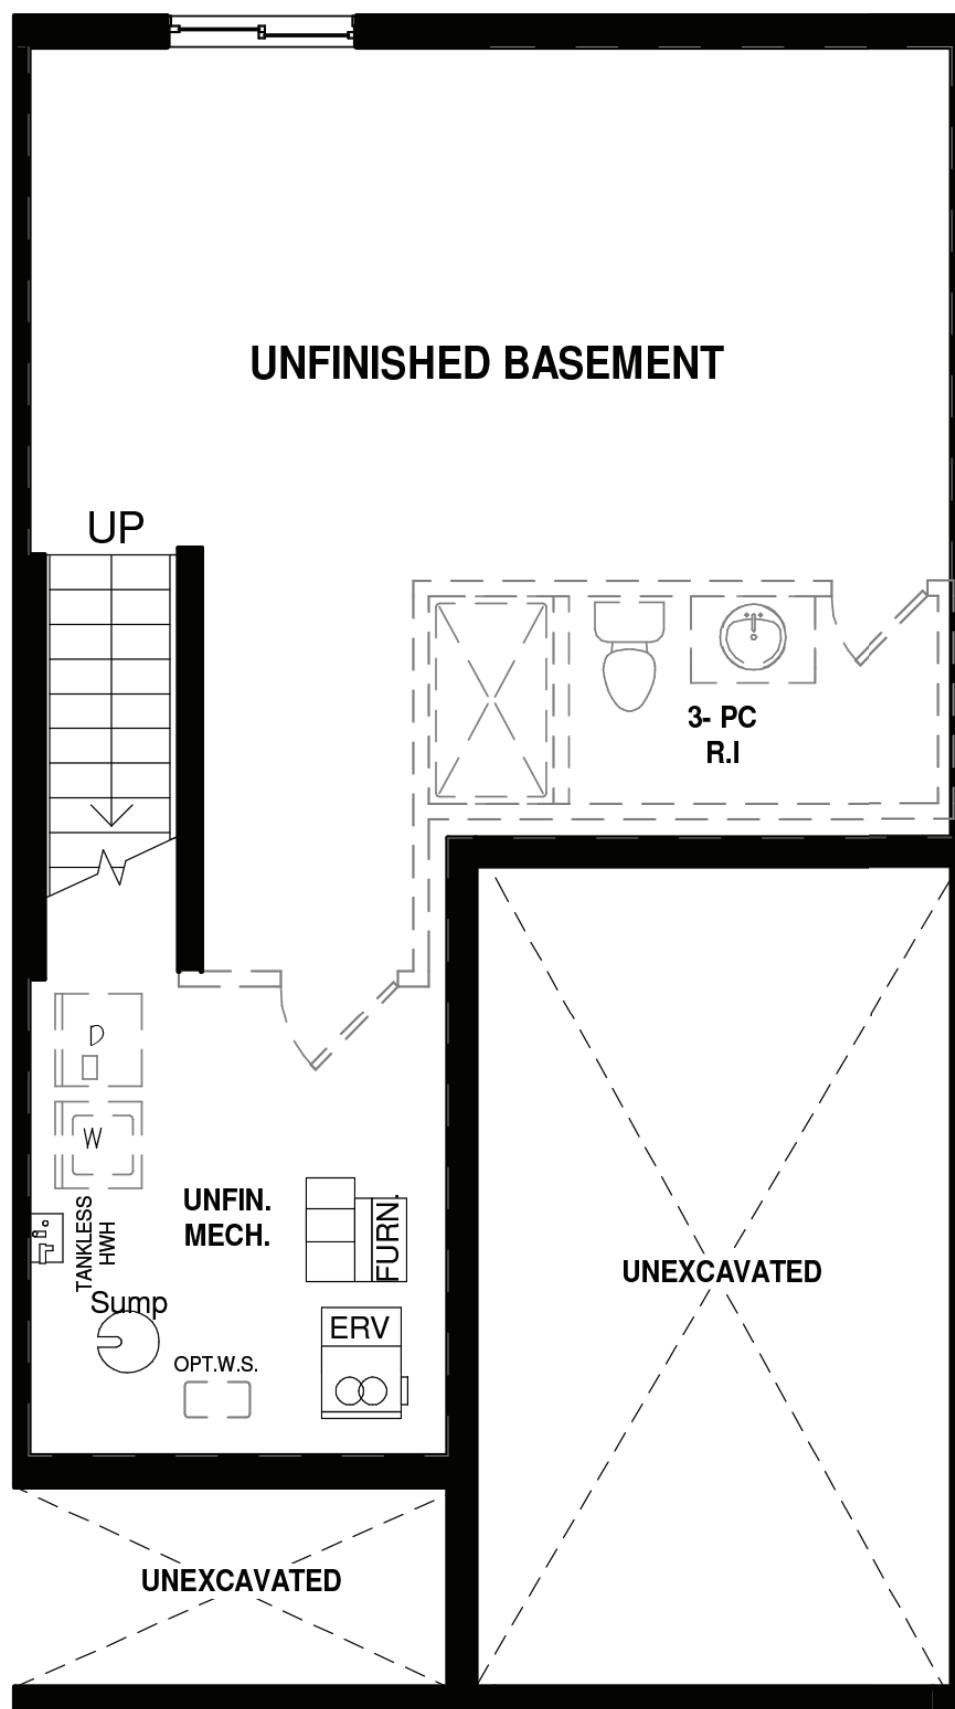 UNFINISHED BASEMENT
UP
3- PC
R.I
D
W
UNFIN.
MECH.
TANKLESS
HWH
FURN.
Sump
ERV
OPT.W.S.
UNEXCAVATED
UNEXCAVATED